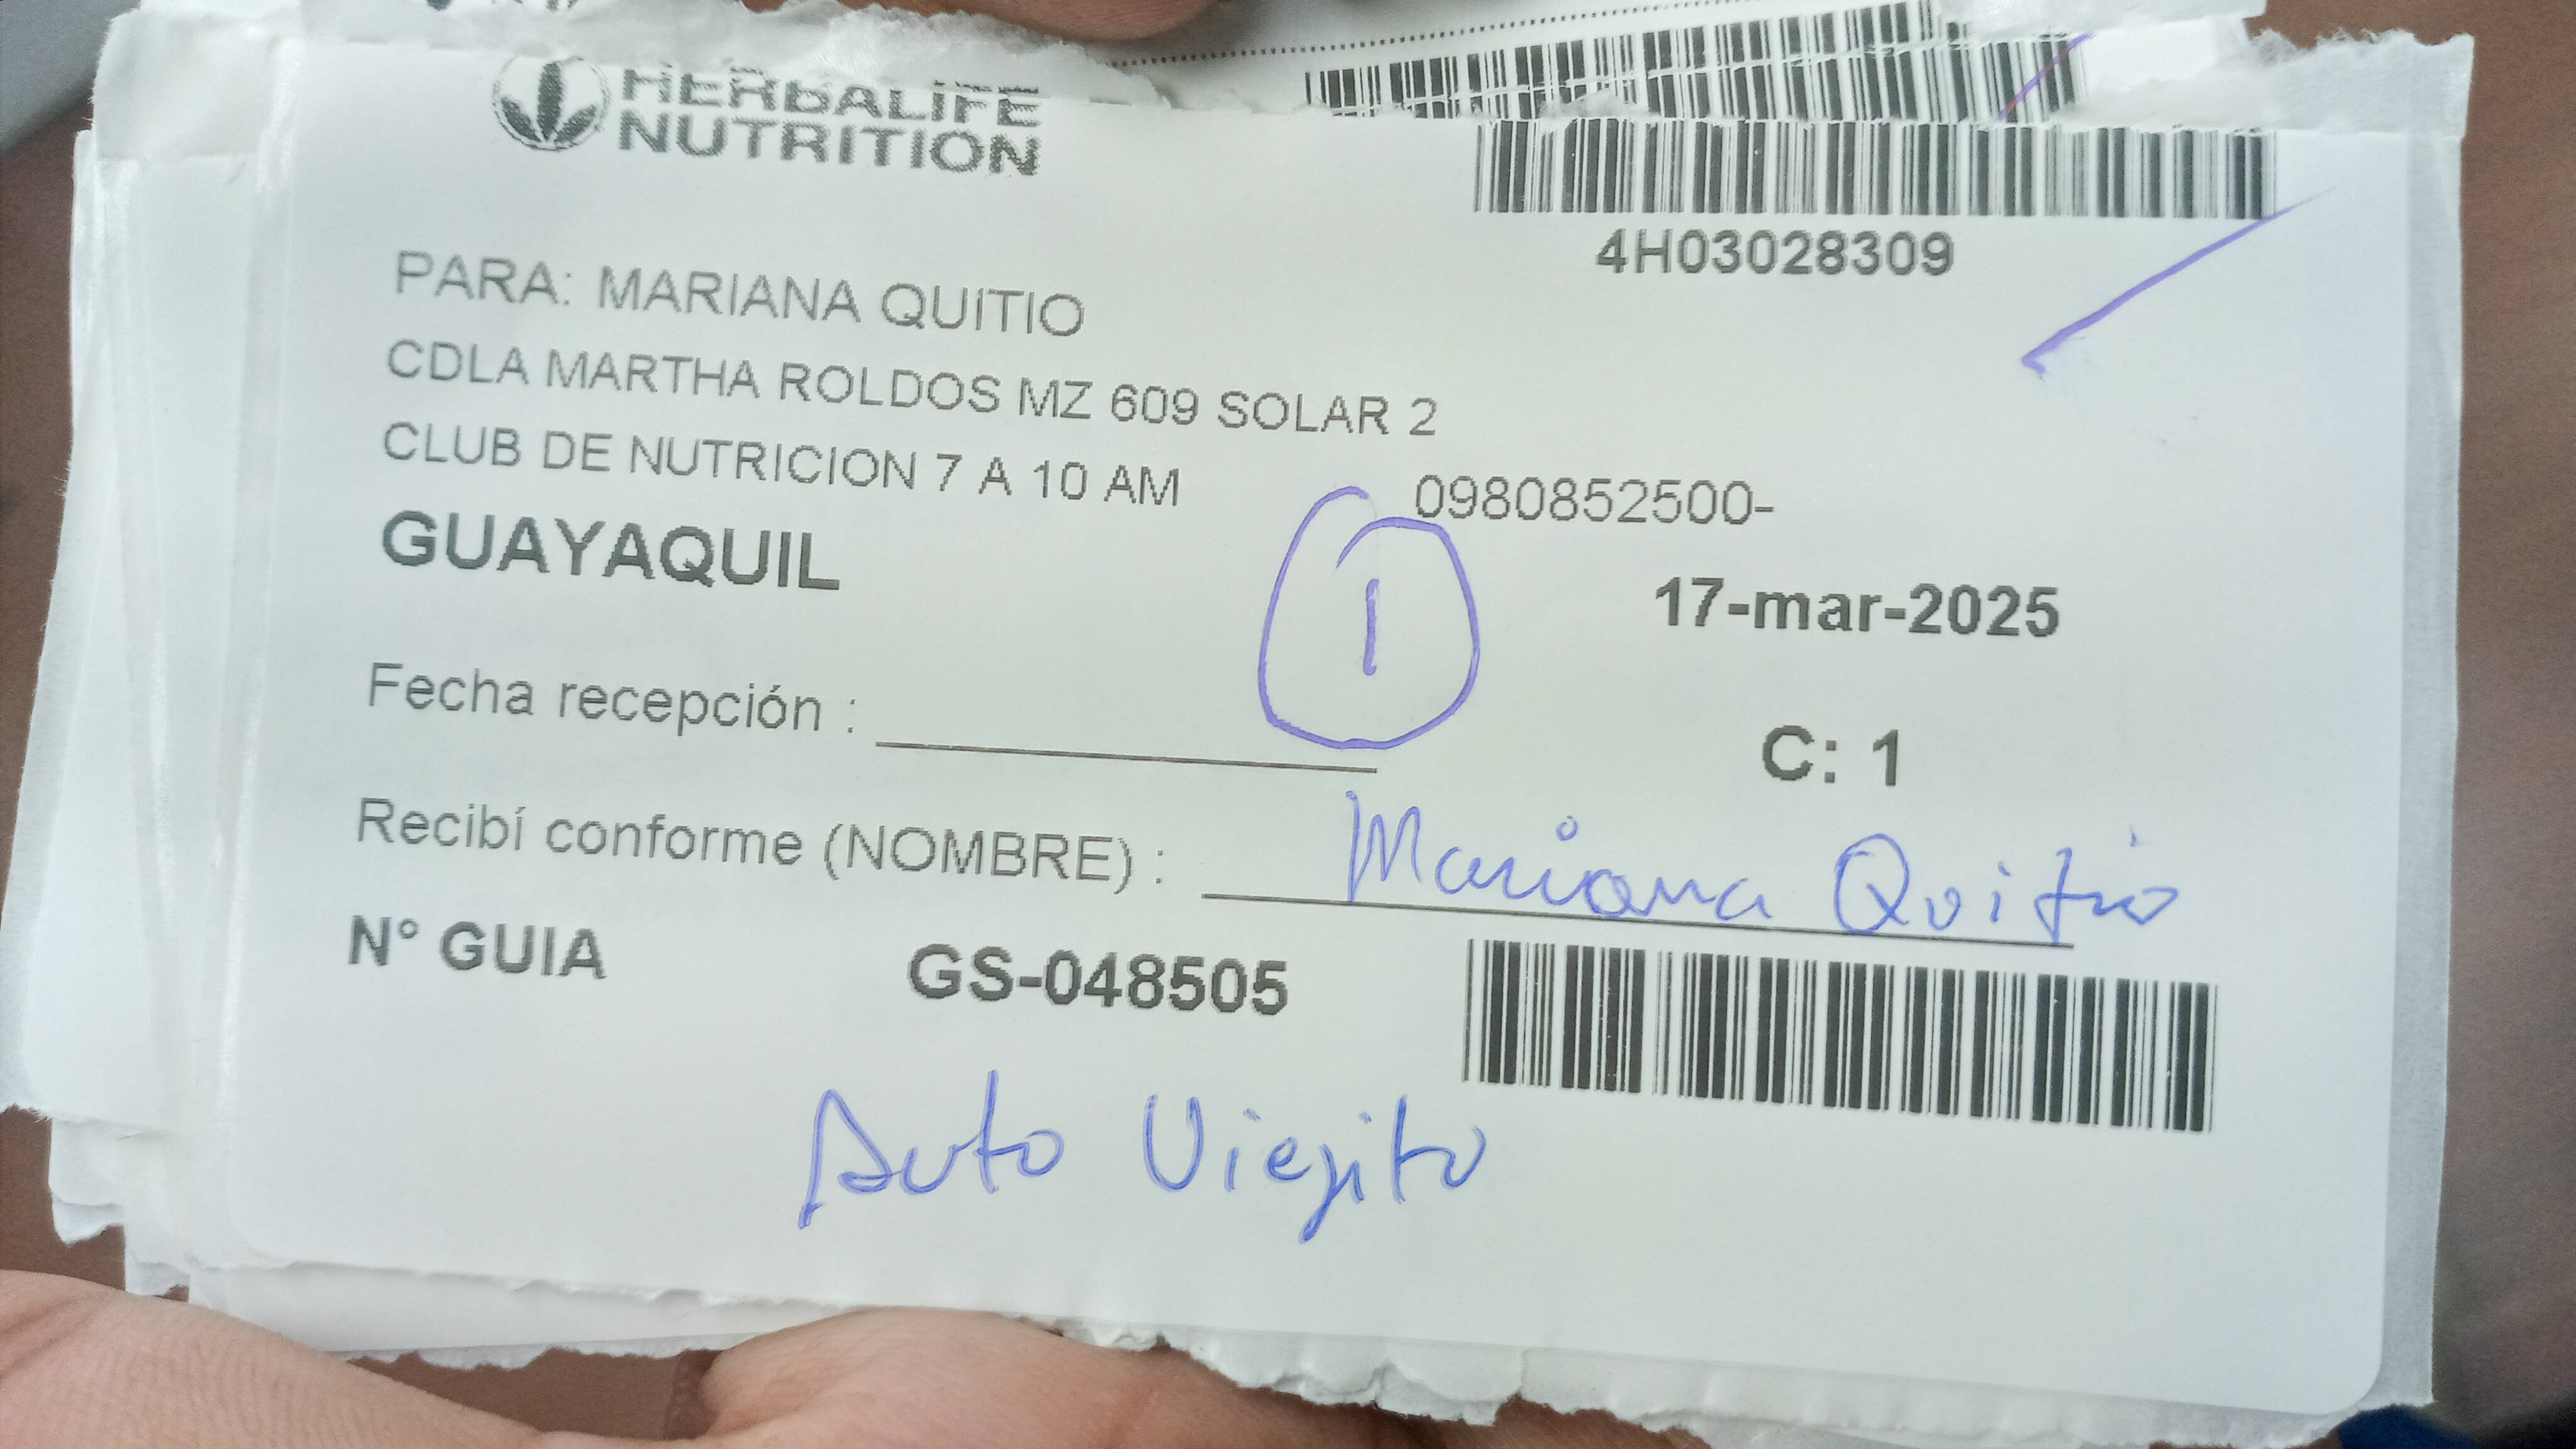 HERBALIFE
NUTRITION
4H03028309
PARA: MARIANA QUITIO
CDLA MARTHA ROLDOS MZ 609 SOLAR 2
CLUB DE NUTRICION 7 A 10 AM
0980852500-
GUAYAQUIL
1
17-mar-2025
Fecha recepción :
C: 1
Recibí conforme (NOMBRE) : Mariana Quitio
N° GUIA GS-048505
Auto Viejito